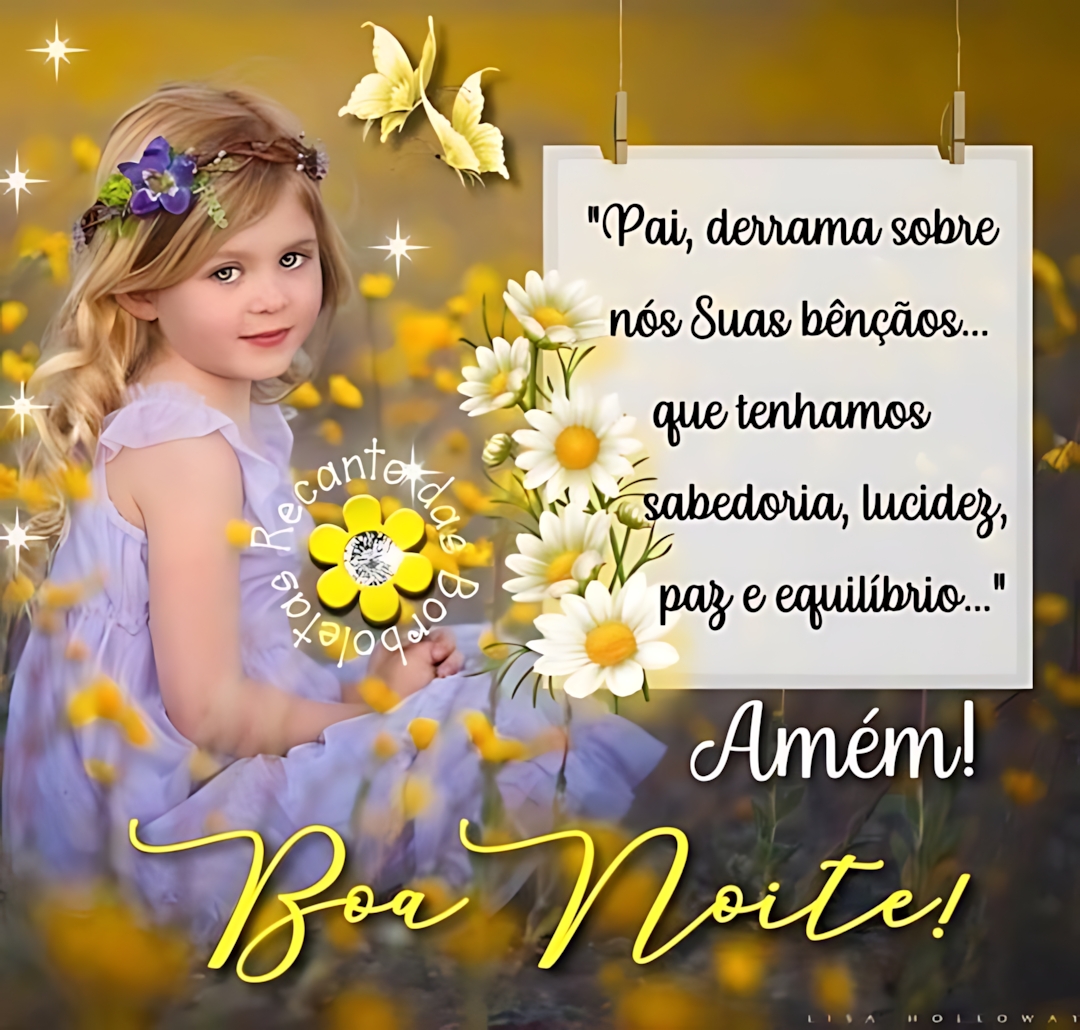 "Pai, derrama sobre
nós Suas bênçãos...
que tenhamos
sabedoria, lucidez,
paz e equilíbrio..."
Amém!
Recanto das Borboletas
Boa Noite!
LISA HOLLOWAY